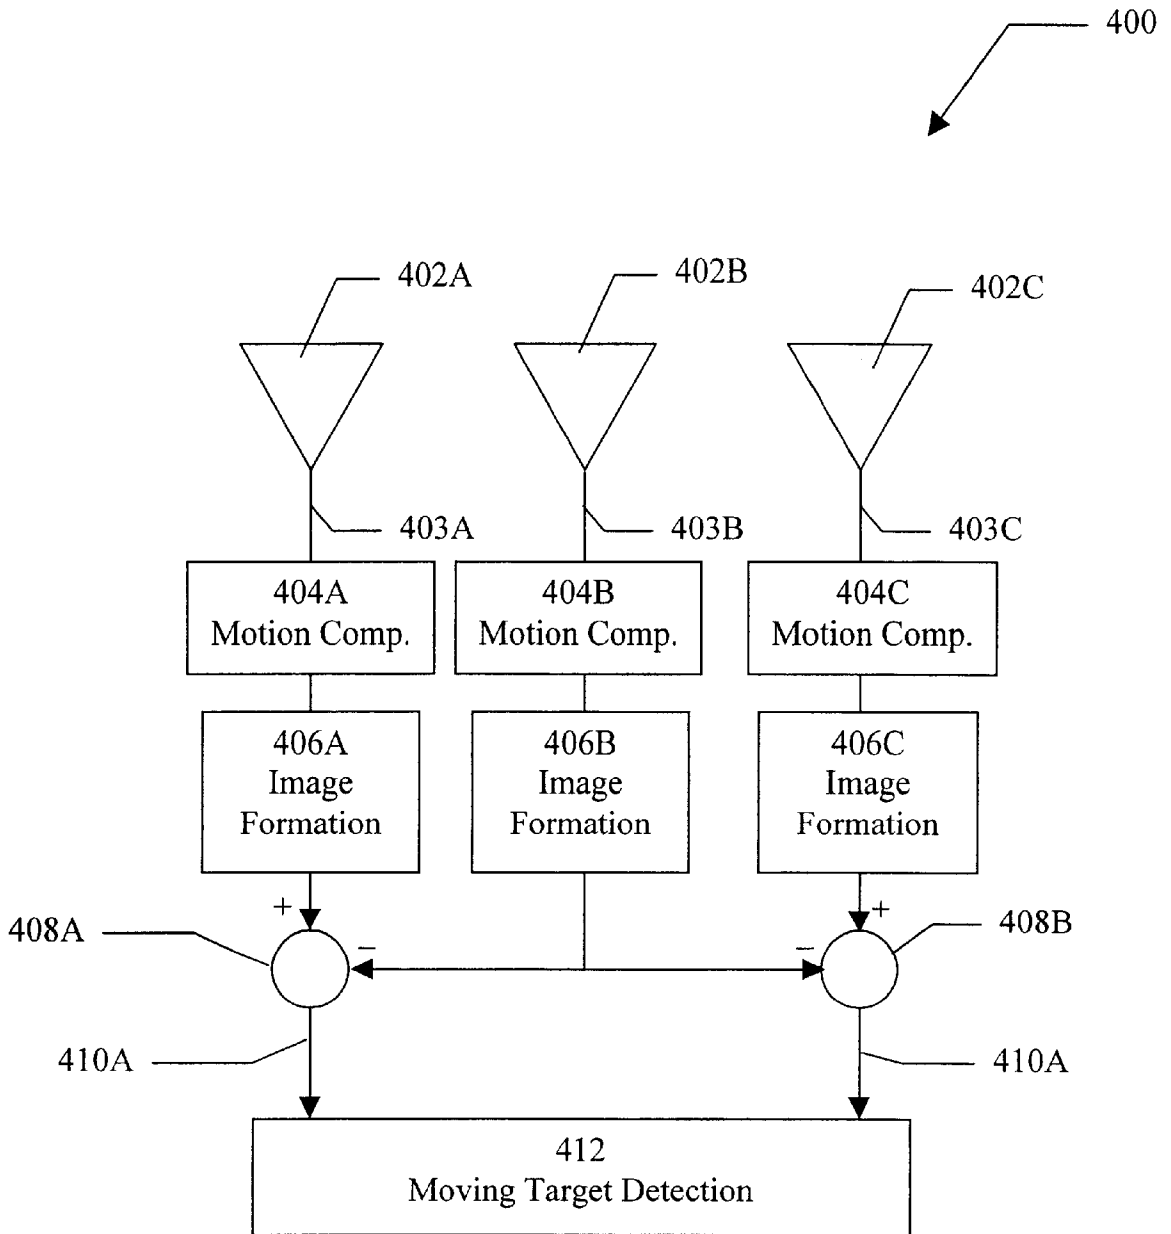 400
402A
402B
402C
403A
403B
403C
404A
Motion Comp.
404B
Motion Comp.
404C
Motion Comp.
406A
Image
Formation
406B
Image
Formation
406C
Image
Formation
+
+
408A
−
−
408B
410A
410A
412
Moving Target Detection